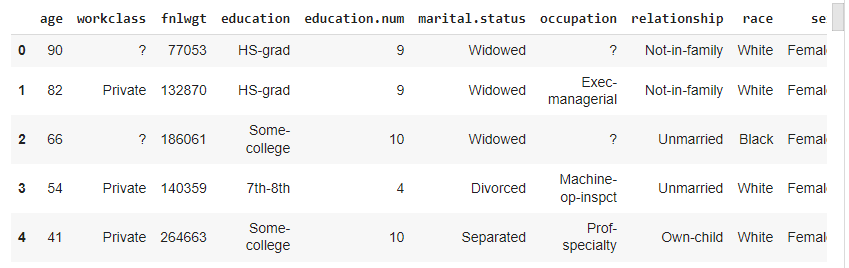 age workclass fnlwgt education education.num marital.status occupation relationship race se
0 90 ? 77053 HS-grad 9 Widowed ? Not-in-family White Femal
1 82 Private 132870 HS-grad 9 Widowed Exec-
managerial Not-in-family White Femal
2 66 ? 186061 Some-
college 10 Widowed ? Unmarried Black Femal
3 54 Private 140359 7th-8th 4 Divorced Machine-
op-inspct Unmarried White Femal
4 41 Private 264663 Some-
college 10 Separated Prof-
specialty Own-child White Femal